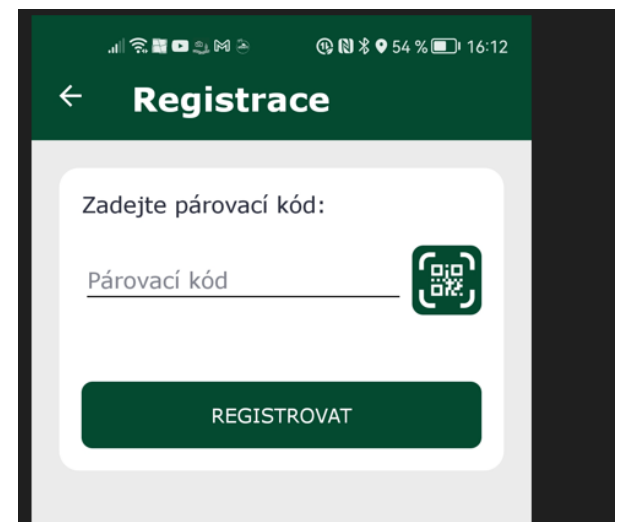 54 % 16:12
Registrace
Zadejte párovací kód:
Párovací kód
REGISTROVAT